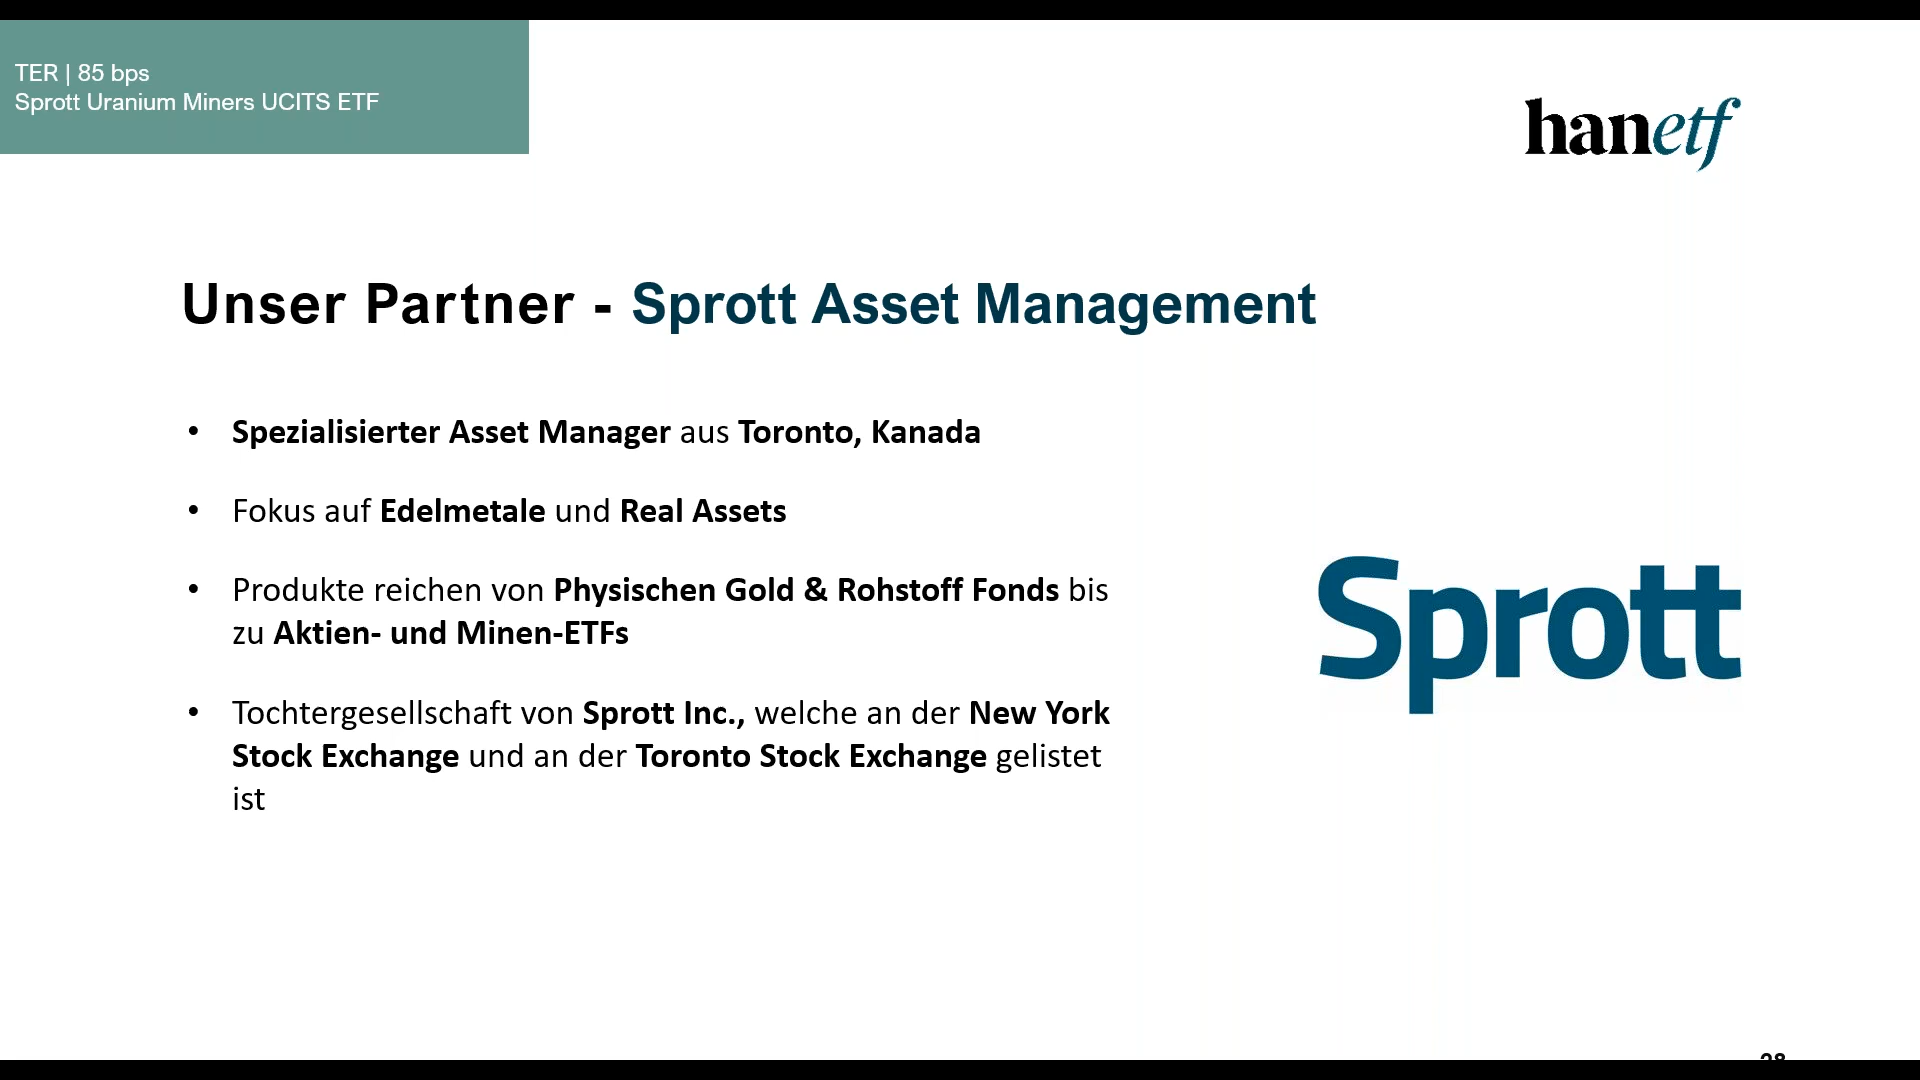 TER | 85 bps
Sprott Uranium Miners UCITS ETF
hanetf
Unser Partner - Sprott Asset Management
• Spezialisierter Asset Manager aus Toronto, Kanada
• Fokus auf Edelmetale und Real Assets
• Produkte reichen von Physischen Gold & Rohstoff Fonds bis
zu Aktien- und Minen-ETFs
• Tochtergesellschaft von Sprott Inc., welche an der New York
Stock Exchange und an der Toronto Stock Exchange gelistet
ist
Sprott